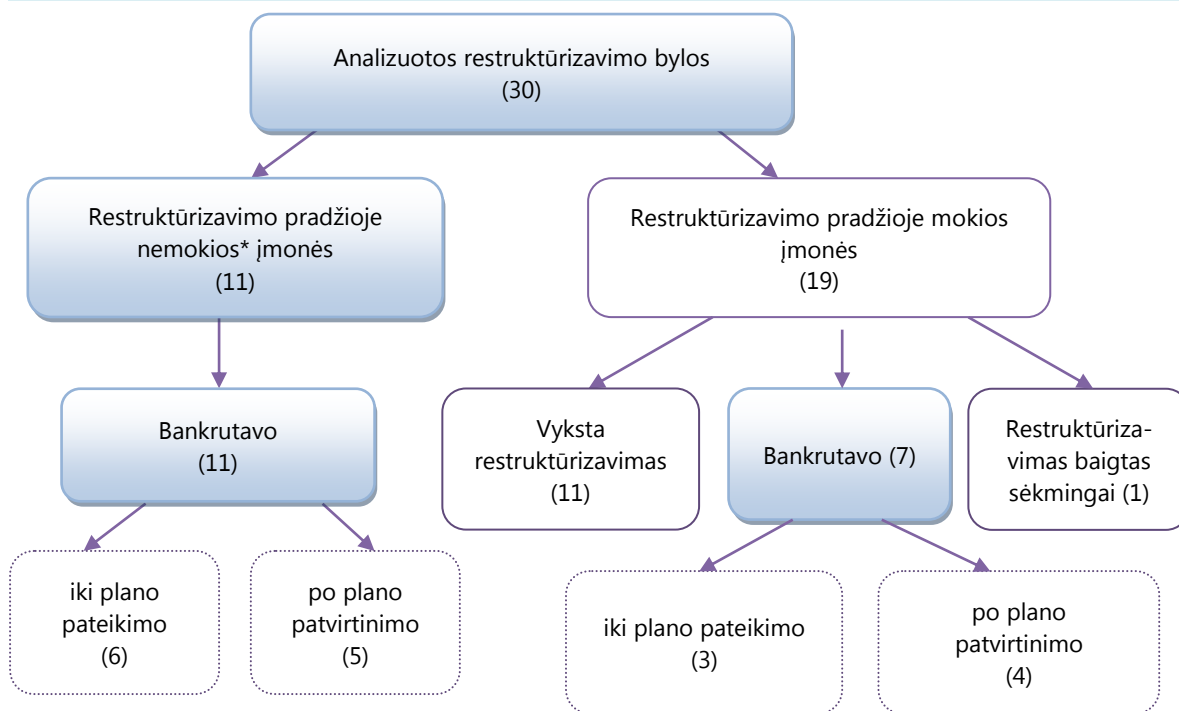 Analizuotos restruktūrizavimo bylos
(30)
Restruktūrizavimo pradžioje
nemokios* įmonės
(11)
Restruktūrizavimo pradžioje mokios
įmonės
(19)
Bankrutavo
(11)
Vyksta
restruktūrizavimas
(11)
Bankrutavo (7)
Restruktūriza-
vimas baigtas
sėkmingai (1)
iki plano
pateikimo
(6)
po plano
patvirtinimo
(5)
iki plano pateikimo
(3)
po plano
patvirtinimo
(4)